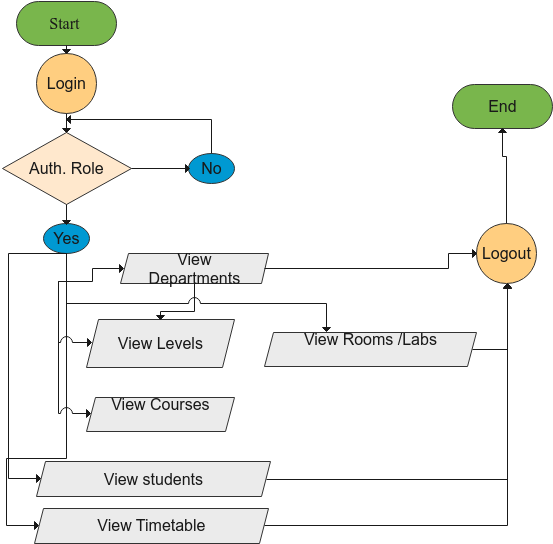 Start
Login
End
Auth. Role
No
Yes
View
Departments
Logout
View Levels
View Rooms /Labs
View Courses
View students
View Timetable